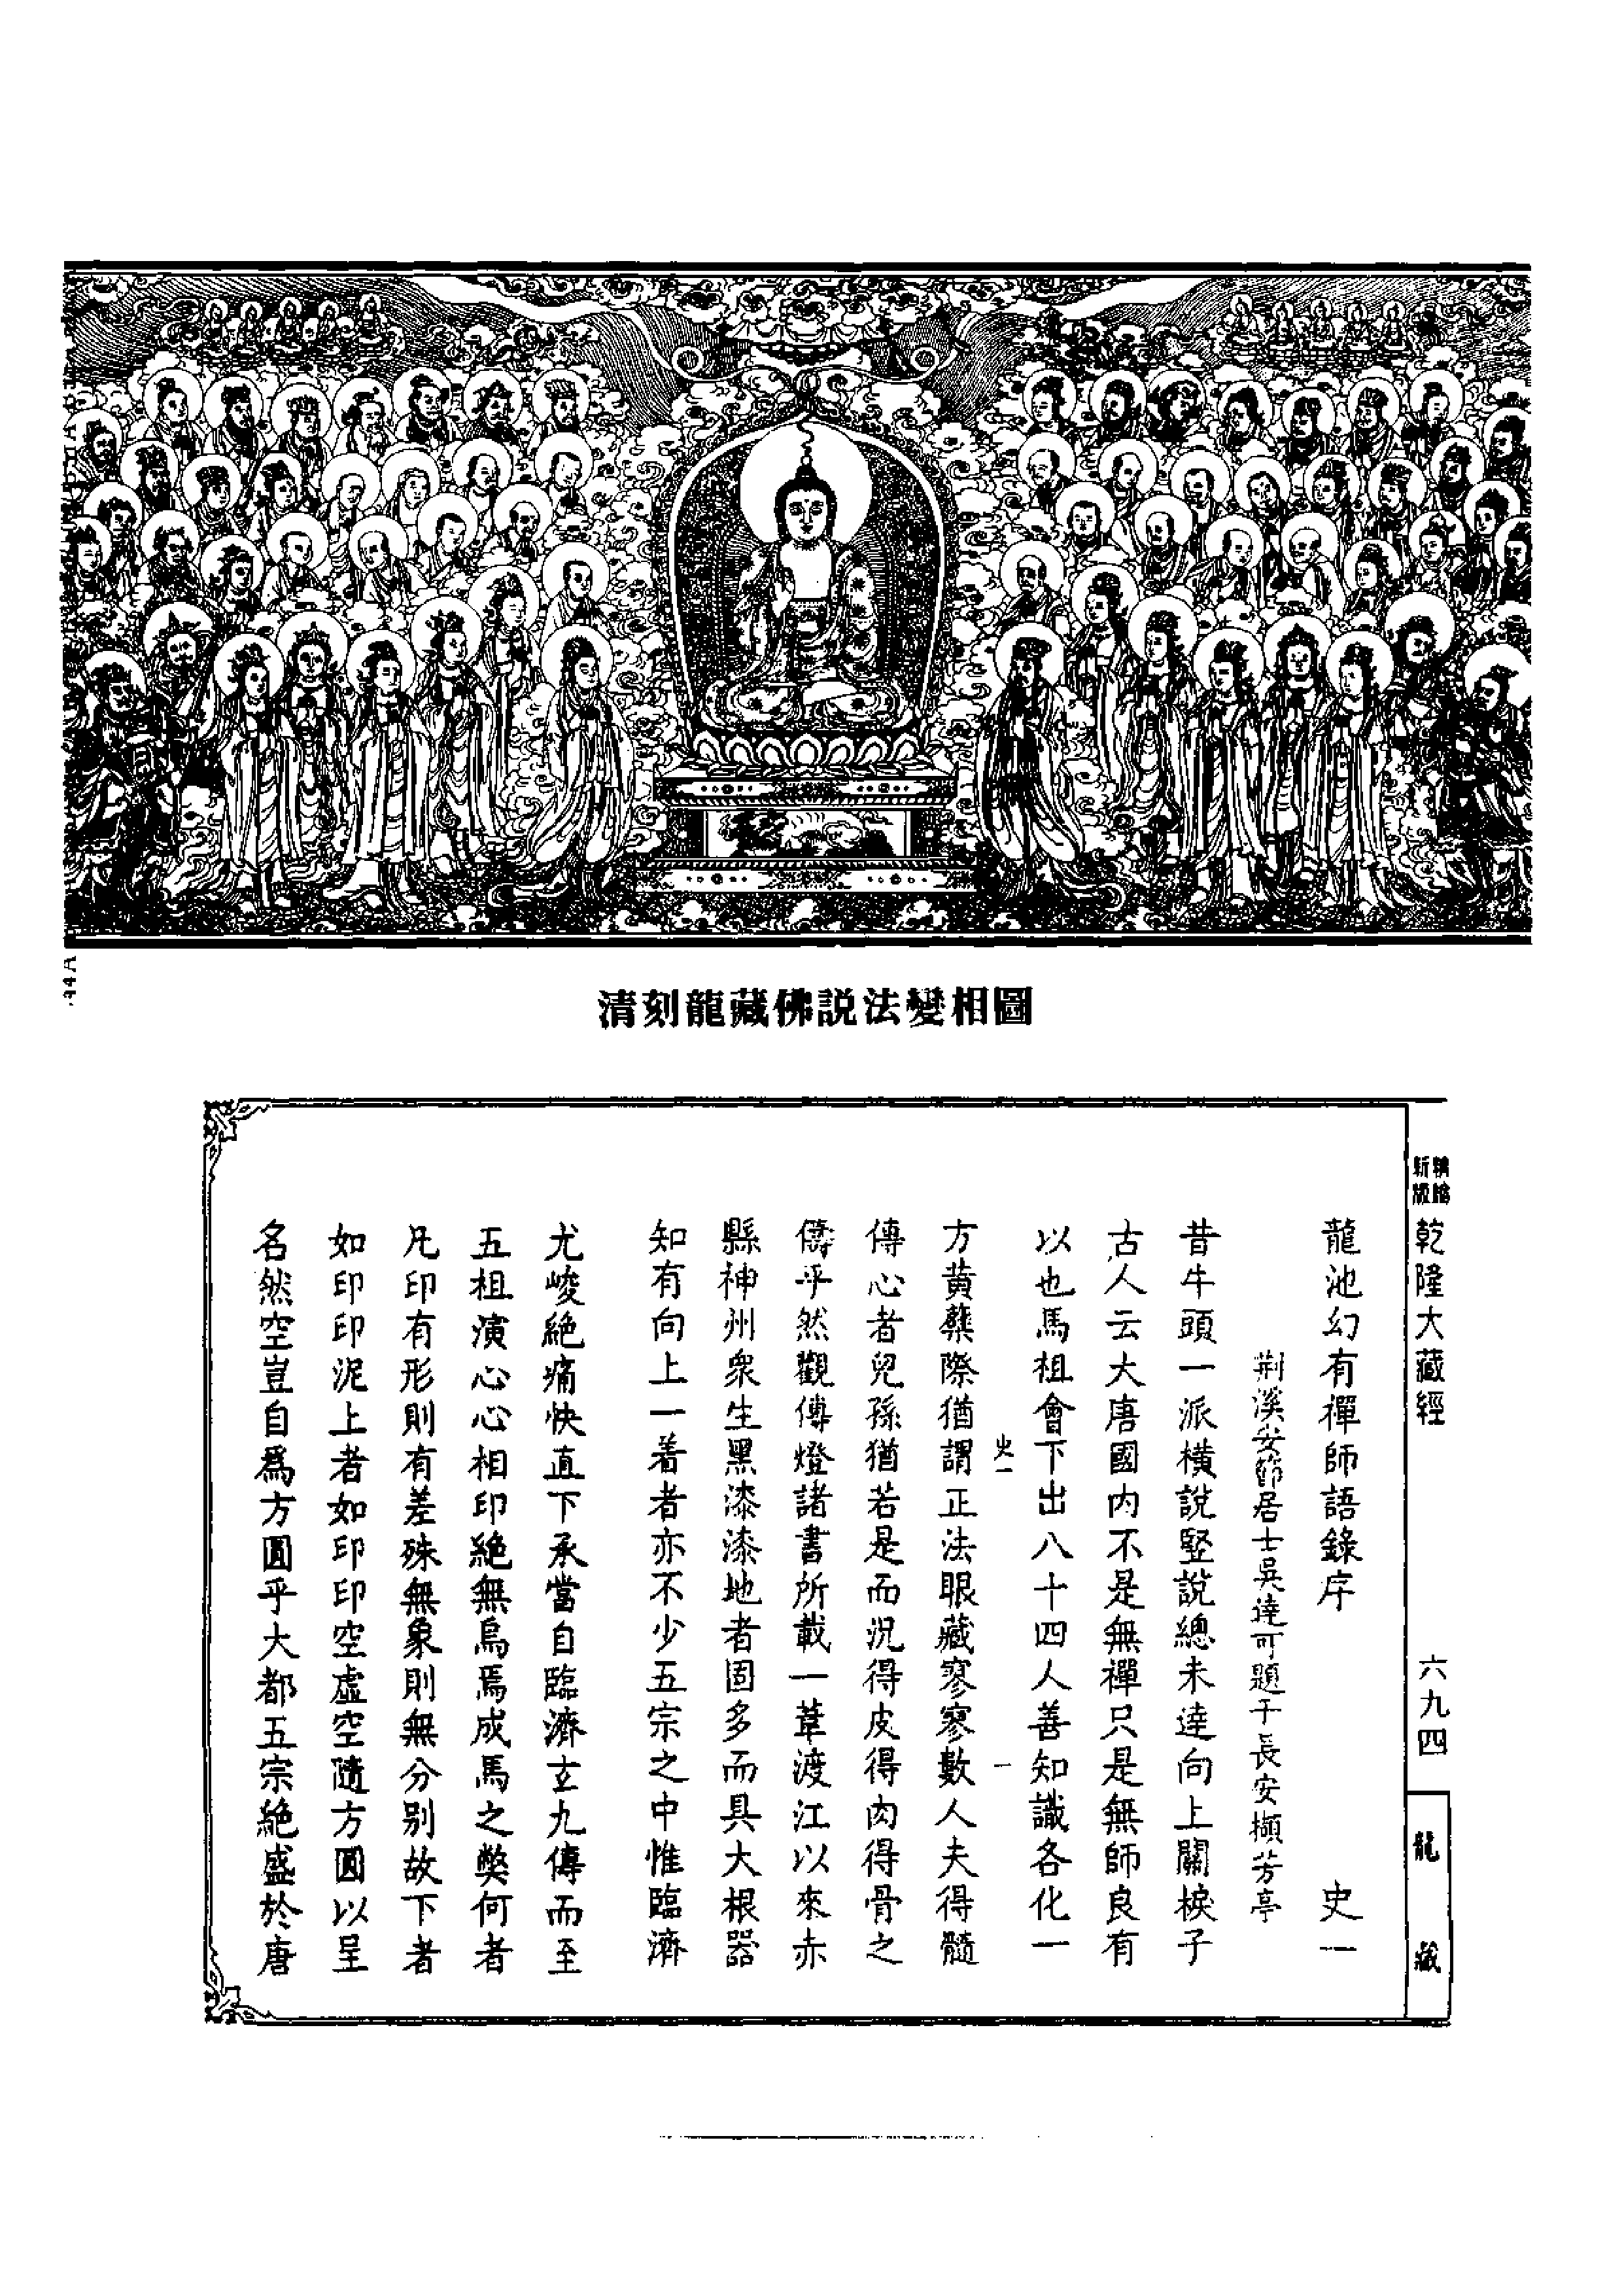 清刻龍藏佛説法變相圖
乾隆大藏經
六九四
龍藏
龍池幻有禪師語錄序 史一
荆溪安節居士吳達可題于長安擷芳亭
昔牛頭一派横說竪說總未達向上關棙子
古人云大唐國内不是無禪只是無師良有
以也馬祖會下出八十四人善知識各化一
史一 一
方黄蘗際猶謂正法眼藏寥寥數人夫得髓
傳心者兒孫猶若是而況得皮得肉得骨之
儔乎然觀傳燈諸書所載一葦渡江以來赤
縣神州衆生黑漆漆地者固多而具大根器
知有向上一着者亦不少五宗之中惟臨濟
尤峻絶痛快直下承當自臨濟玄九傳而至
五祖演心心相印絶無烏焉成馬之獘何者
凡印有形則有差殊無象則無分别故下者
如印印泥上者如印印空虚空隨方圓以呈
名然空豈自爲方圓乎大都五宗絶盛於唐